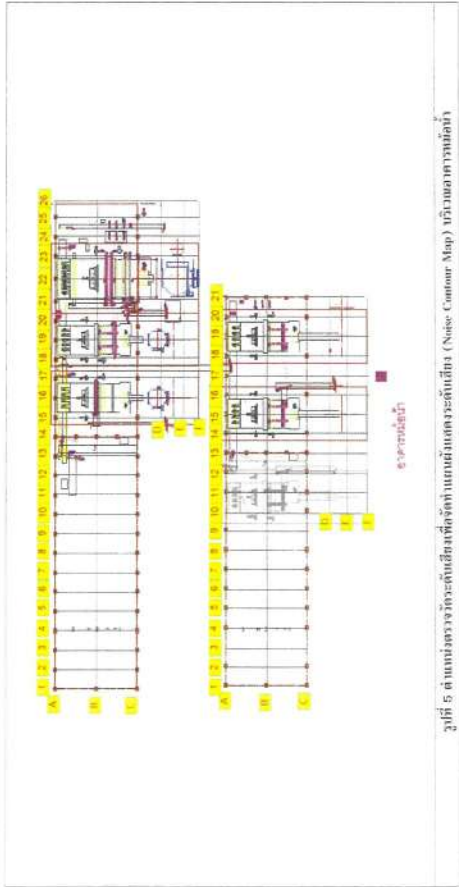 1 2 3 4 5 6 7 8 9 10 11 12 13 14 15 16 17 18 19 20 21 22 23 24 25 26
A
B
C
D
E
F
1 2 3 4 5 6 7 8 9 10 11 12 13 14 15 16 17 18 19 20 21
A
B
C
D
E
F
อาคารหม้อน้ำ
รูปที่ 5 ตำแหน่งตรวจวัดระดับเสียงเพื่อจัดทำแผนผังแสดงระดับเสียง (Noise Contour Map) บริเวณอาคารหม้อน้ำ